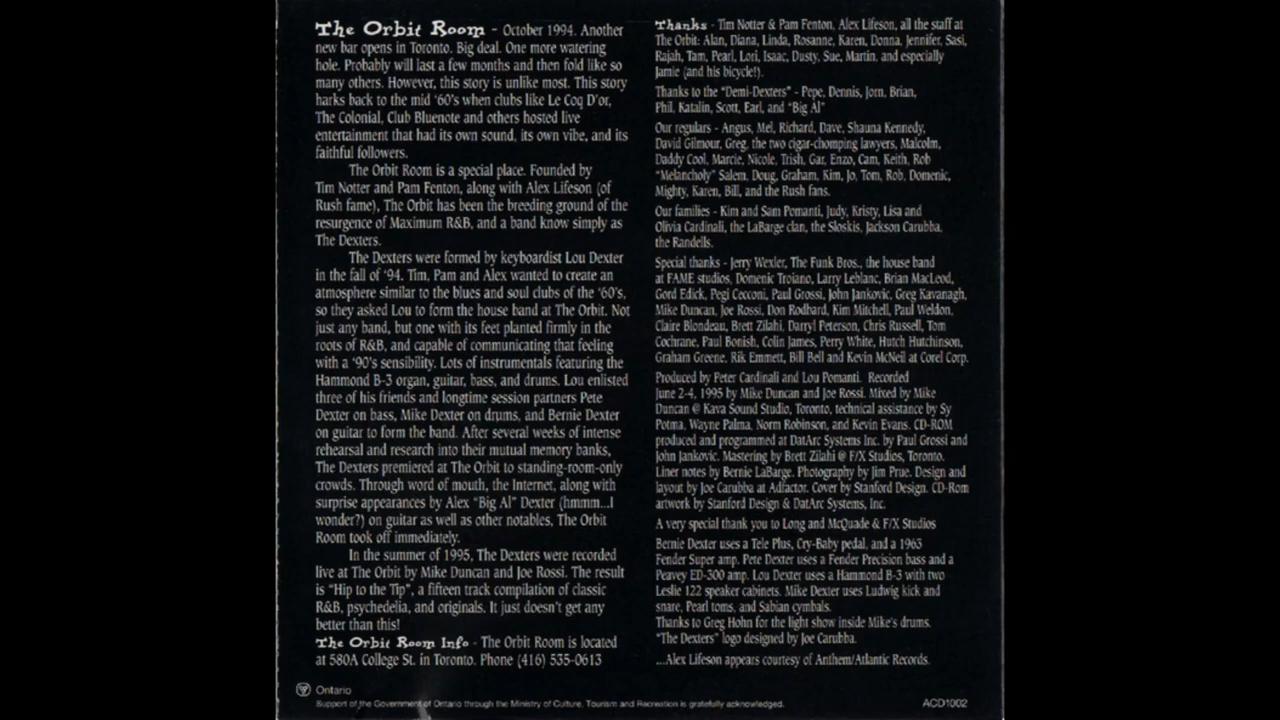 The Orbit Room - October 1994. Another
new bar opens in Toronto. Big deal. One more watering
hole. Probably will last a few months and then fold like so
many others. However, this story is unlike most. This story
harks back to the mid '60's when clubs like Le Coq D'or,
The Colonial, Club Bluenote and others hosted live
entertainment that had its own sound, its own vibe, and its
faithful followers.
The Orbit Room is a special place. Founded by
Tim Notter and Pam Fenton, along with Alex Lifeson (of
Rush fame), The Orbit has been the breeding ground of the
resurgence of Maximum R&B, and a band know simply as
The Dexters.
The Dexters were formed by keyboardist Lou Dexter
in the fall of '94. Tim, Pam and Alex wanted to create an
atmosphere similar to the blues and soul clubs of the '60's,
so they asked Lou to form the house band at The Orbit. Not
just any band, but one with its feet planted firmly in the
roots of R&B, and capable of communicating that feeling
with a '90's sensibility. Lots of instrumentals featuring the
Hammond B-3 organ, guitar, bass, and drums. Lou enlisted
three of his friends and longtime session partners Pete
Dexter on bass, Mike Dexter on drums, and Bernie Dexter
on guitar to form the band. After several weeks of intense
rehearsal and research into their mutual memory banks,
The Dexters premiered at The Orbit to standing-room-only
crowds. Through word of mouth, the Internet, along with
surprise appearances by Alex "Big Al" Dexter (hmmm...I
wonder?) on guitar as well as other notables, The Orbit
Room took off immediately.
In the summer of 1995, The Dexters were recorded
live at The Orbit by Mike Duncan and Joe Rossi. The result
is "Hip to the Tip", a fifteen track compilation of classic
R&B, psychedelia, and originals. It just doesn't get any
better than this!
The Orbit Room Info - The Orbit Room is located
at 580A College St. in Toronto. Phone (416) 535-0613
Thanks - Tim Notter & Pam Fenton, Alex Lifeson, all the staff at
The Orbit: Alan, Diana, Linda, Rosanne, Karen, Donna, Jennifer, Sasi,
Rajah, Tam, Pearl, Lori, Isaac, Dusty, Sue, Martin, and especially
Jamie (and his bicycle!).
Thanks to the "Demi-Dexters" - Pepe, Dennis, Jorn, Brian,
Phil, Katalin, Scott, Earl, and "Big Al"
Our regulars - Angus, Mel, Richard, Dave, Shauna Kennedy,
David Gilmour, Greg, the two cigar-chomping lawyers, Malcolm,
Daddy Cool, Marcie, Nicole, Trish, Gar, Enzo, Cam, Keith, Rob
"Melancholy" Salem, Doug, Graham, Kim, Jo, Tom, Rob, Domenic,
Mighty, Karen, Bill, and the Rush fans.
Our families - Kim and Sam Pomanti, Judy, Kristy, Lisa and
Olivia Cardinali, the LaBarge clan, the Sloskis, Jackson Carubba,
the Randells.
Special thanks - Jerry Wexler, The Funk Bros., the house band
at FAME studios, Domenic Troiano, Larry Leblanc, Brian MacLeod,
Gord Edick, Pegi Cecconi, Paul Grossi, John Jankovic, Greg Kavanagh,
Mike Duncan, Joe Rossi, Don Rodbard, Kim Mitchell, Paul Weldon,
Claire Blondeau, Brett Zilahi, Darryl Peterson, Chris Russell, Tom
Cochrane, Paul Bonish, Colin James, Perry White, Hutch Hutchinson,
Graham Greene, Rik Emmett, Bill Bell and Kevin McNeil at Corel Corp.
Produced by Peter Cardinali and Lou Pomanti. Recorded
June 2-4, 1995 by Mike Duncan and Joe Rossi. Mixed by Mike
Duncan @ Kava Sound Studio, Toronto, technical assistance by Sy
Potma, Wayne Palma, Norm Robinson, and Kevin Evans. CD-ROM
produced and programmed at DatArc Systems Inc. by Paul Grossi and
John Jankovic. Mastering by Brett Zilahi @ F/X Studios, Toronto.
Liner notes by Bernie LaBarge. Photography by Jim Prue. Design and
layout by Joe Carubba at Adfactor. Cover by Stanford Design. CD-Rom
artwork by Stanford Design & DatArc Systems, Inc.
A very special thank you to Long and McQuade & F/X Studios
Bernie Dexter uses a Tele Plus, Cry-Baby pedal, and a 1963
Fender Super amp. Pete Dexter uses a Fender Precision bass and a
Peavey ED-300 amp. Lou Dexter uses a Hammond B-3 with two
Leslie 122 speaker cabinets. Mike Dexter uses Ludwig kick and
snare, Pearl toms, and Sabian cymbals.
Thanks to Greg Hohn for the light show inside Mike's drums.
"The Dexters" logo designed by Joe Carubba.
...Alex Lifeson appears courtesy of Anthem/Atlantic Records.
Ontario
Support of the Government of Ontario through the Ministry of Culture, Tourism and Recreation is gratefully acknowledged.
ACD1002